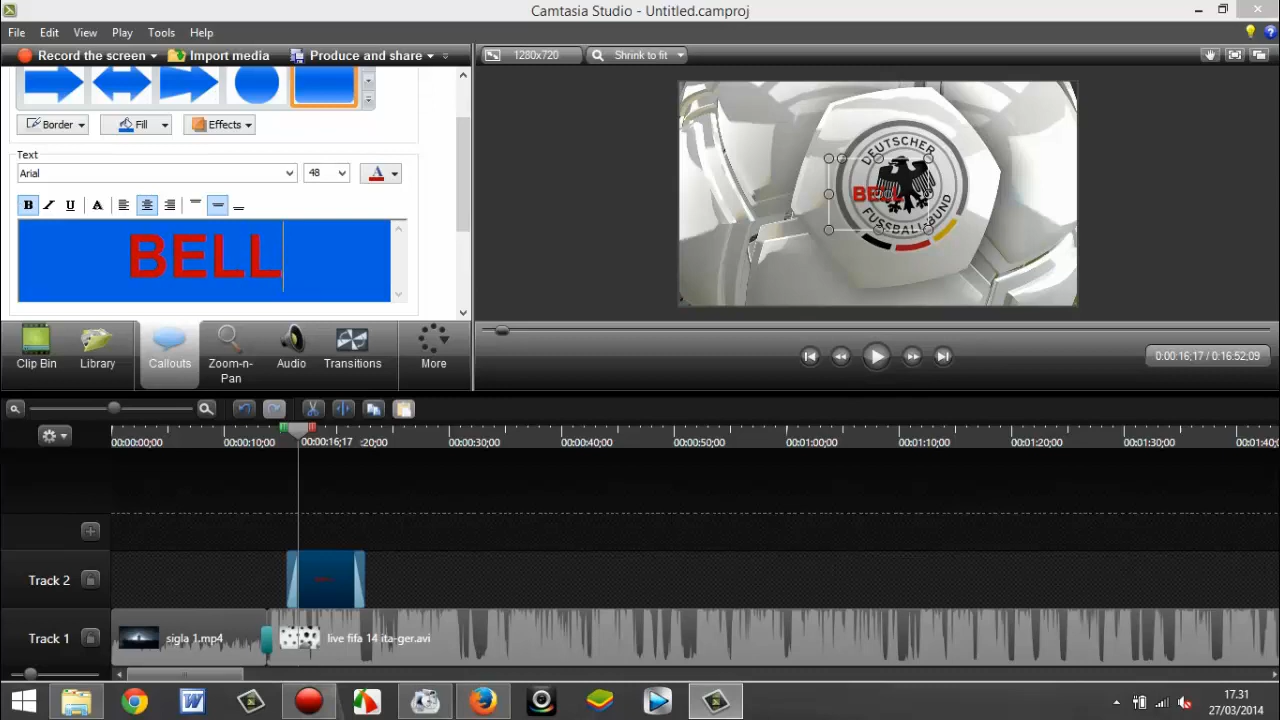 Camtasia Studio - Untitled.camproj
File Edit View Play Tools Help
Record the screen Import media Produce and share
1280x720 Shrink to fit
Border Fill Effects
Text
Arial 48
B I U A
BELL
DEUTSCHER
BELL
FUSSBALL-BUND
Clip Bin Library Callouts Zoom-n-Pan Audio Transitions More
0:00:16;17 / 0:16:52;09
00:00:00;00 00:00:10;00 00:00:16;17 :20;00 00:00:30;00 00:00:40;00 00:00:50;00 00:01:00;00 00:01:10;00 00:01:20;00 00:01:30;00 00:01:40;
Track 2
Track 1 sigla 1.mp4 live fifa 14 ita-ger.avi
17.31
27/03/2014